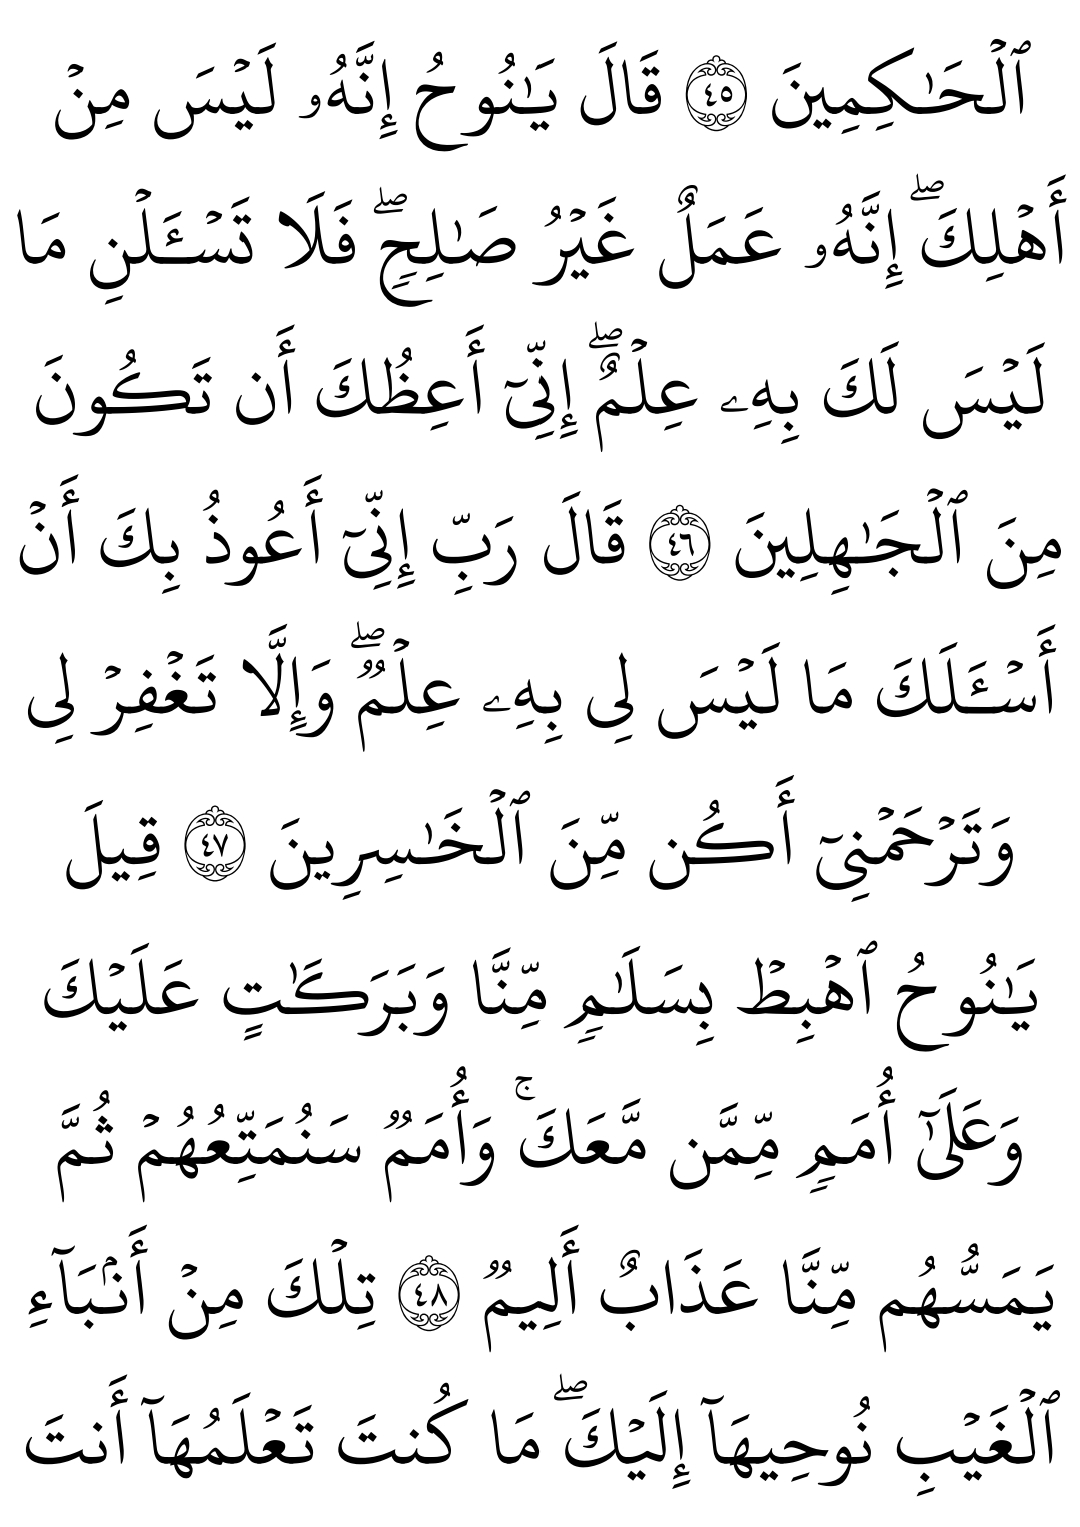 ٱلۡحَٰكِمِينَ ٤٥ قَالَ يَٰنُوحُ إِنَّهُۥ لَيۡسَ مِنۡ
أَهۡلِكَۖ إِنَّهُۥ عَمَلٌ غَيۡرُ صَٰلِحٖۖ فَلَا تَسۡـَٔلۡنِ مَا
لَيۡسَ لَكَ بِهِۦ عِلۡمٌۖ إِنِّيٓ أَعِظُكَ أَن تَكُونَ
مِنَ ٱلۡجَٰهِلِينَ ٤٦ قَالَ رَبِّ إِنِّيٓ أَعُوذُ بِكَ أَنۡ
أَسۡـَٔلَكَ مَا لَيۡسَ لِي بِهِۦ عِلۡمٞۖ وَإِلَّا تَغۡفِرۡ لِي
وَتَرۡحَمۡنِيٓ أَكُن مِّنَ ٱلۡخَٰسِرِينَ ٤٧ قِيلَ
يَٰنُوحُ ٱهۡبِطۡ بِسَلَٰمٖ مِّنَّا وَبَرَكَٰتٍ عَلَيۡكَ
وَعَلَىٰٓ أُمَمٖ مِّمَّن مَّعَكَۚ وَأُمَمٞ سَنُمَتِّعُهُمۡ ثُمَّ
يَمَسُّهُم مِّنَّا عَذَابٌ أَلِيمٞ ٤٨ تِلۡكَ مِنۡ أَنۢبَآءِ
ٱلۡغَيۡبِ نُوحِيهَآ إِلَيۡكَۖ مَا كُنتَ تَعۡلَمُهَآ أَنتَ